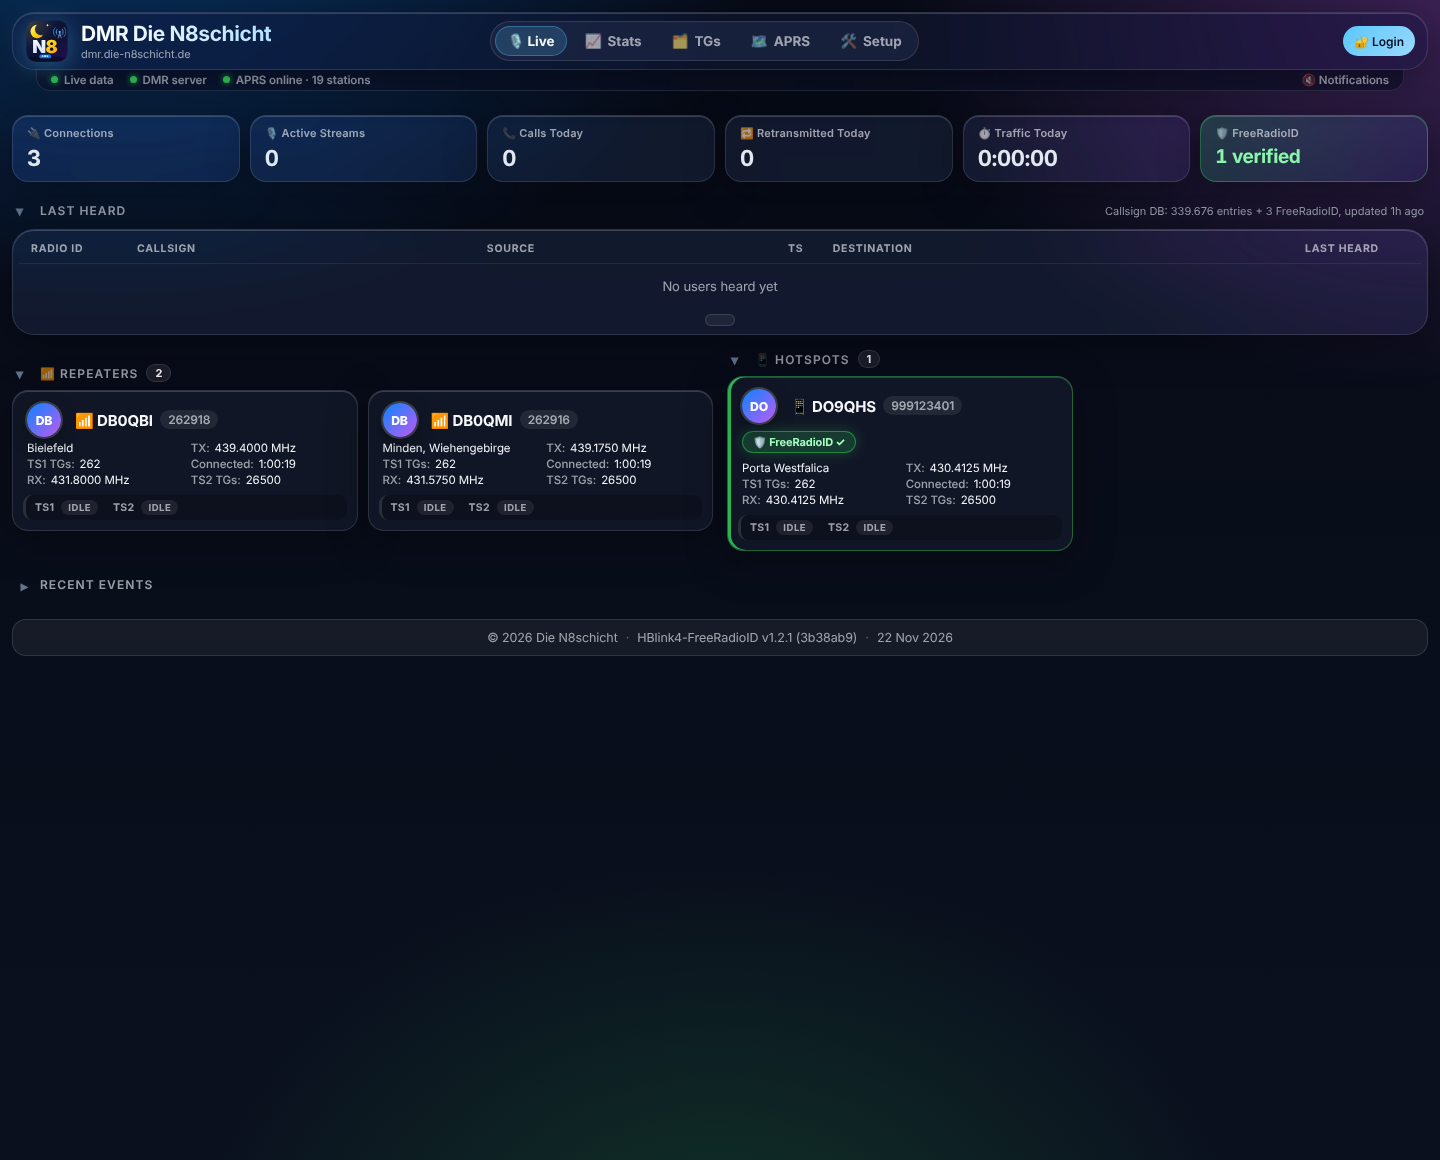 N8
DMR Die N8schicht
dmr.die-n8schicht.de
Live
Stats
TGs
APRS
Setup
Login
Live data
DMR server
APRS online · 19 stations
Notifications
Connections
3
Active Streams
0
Calls Today
0
Retransmitted Today
0
Traffic Today
0:00:00
FreeRadioID
1 verified
LAST HEARD
Callsign DB: 339.676 entries + 3 FreeRadioID, updated 1h ago
RADIO ID CALLSIGN SOURCE TS DESTINATION LAST HEARD
No users heard yet
REPEATERS 2
DB
DB0QBI 262918
Bielefeld TX: 439.4000 MHz
TS1 TGs: 262 Connected: 1:00:19
RX: 431.8000 MHz TS2 TGs: 26500
TS1 IDLE TS2 IDLE
DB
DB0QMI 262916
Minden, Wiehengebirge TX: 439.1750 MHz
TS1 TGs: 262 Connected: 1:00:19
RX: 431.5750 MHz TS2 TGs: 26500
TS1 IDLE TS2 IDLE
HOTSPOTS 1
DO
DO9QHS 999123401
FreeRadioID ✓
Porta Westfalica TX: 430.4125 MHz
TS1 TGs: 262 Connected: 1:00:19
RX: 430.4125 MHz TS2 TGs: 26500
TS1 IDLE TS2 IDLE
RECENT EVENTS
© 2026 Die N8schicht · HBlink4-FreeRadioID v1.2.1 (3b38ab9) · 22 Nov 2026